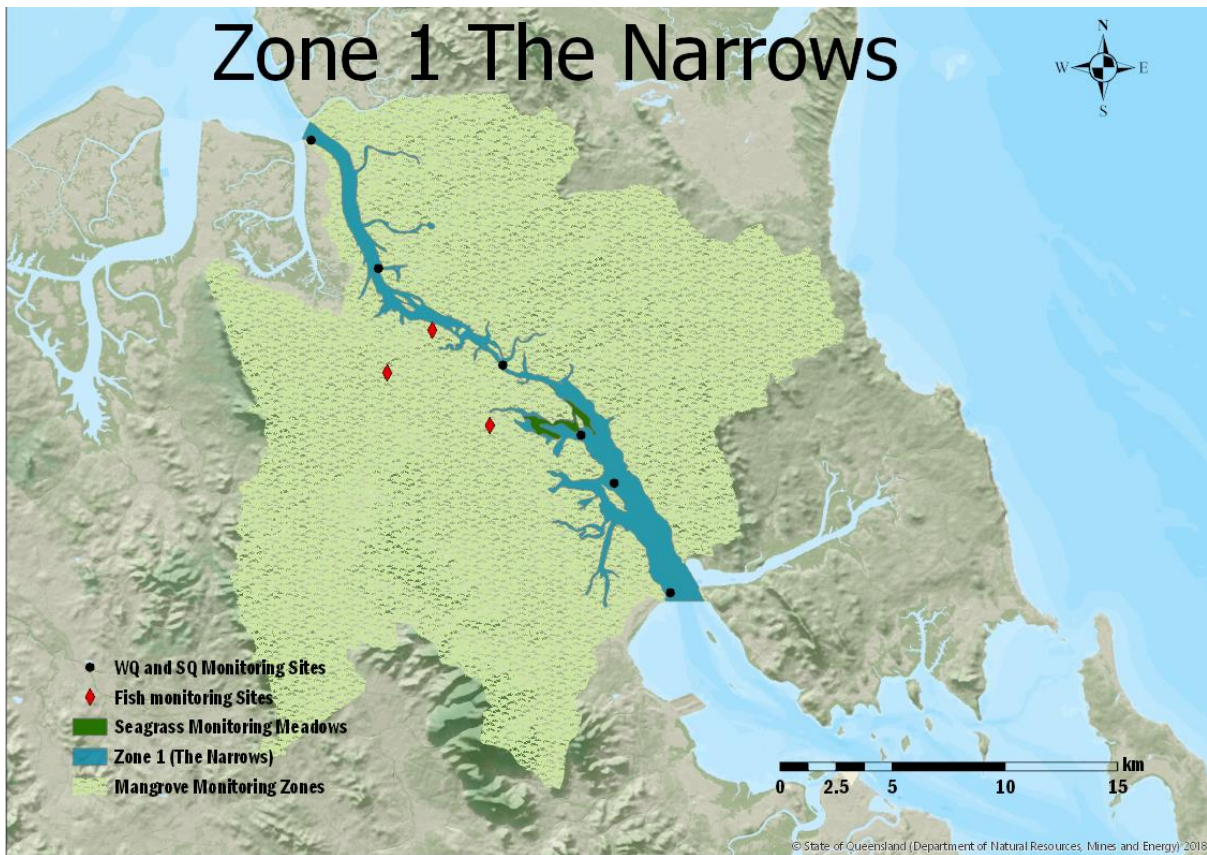 Zone 1 The Narrows
N
W E
S
WQ and SQ Monitoring Sites
Fish monitoring Sites
Seagrass Monitoring Meadows
Zone 1 (The Narrows)
Mangrove Monitoring Zones
km
0 2.5 5 10 15
© State of Queensland (Department of Natural Resources, Mines and Energy) 2018